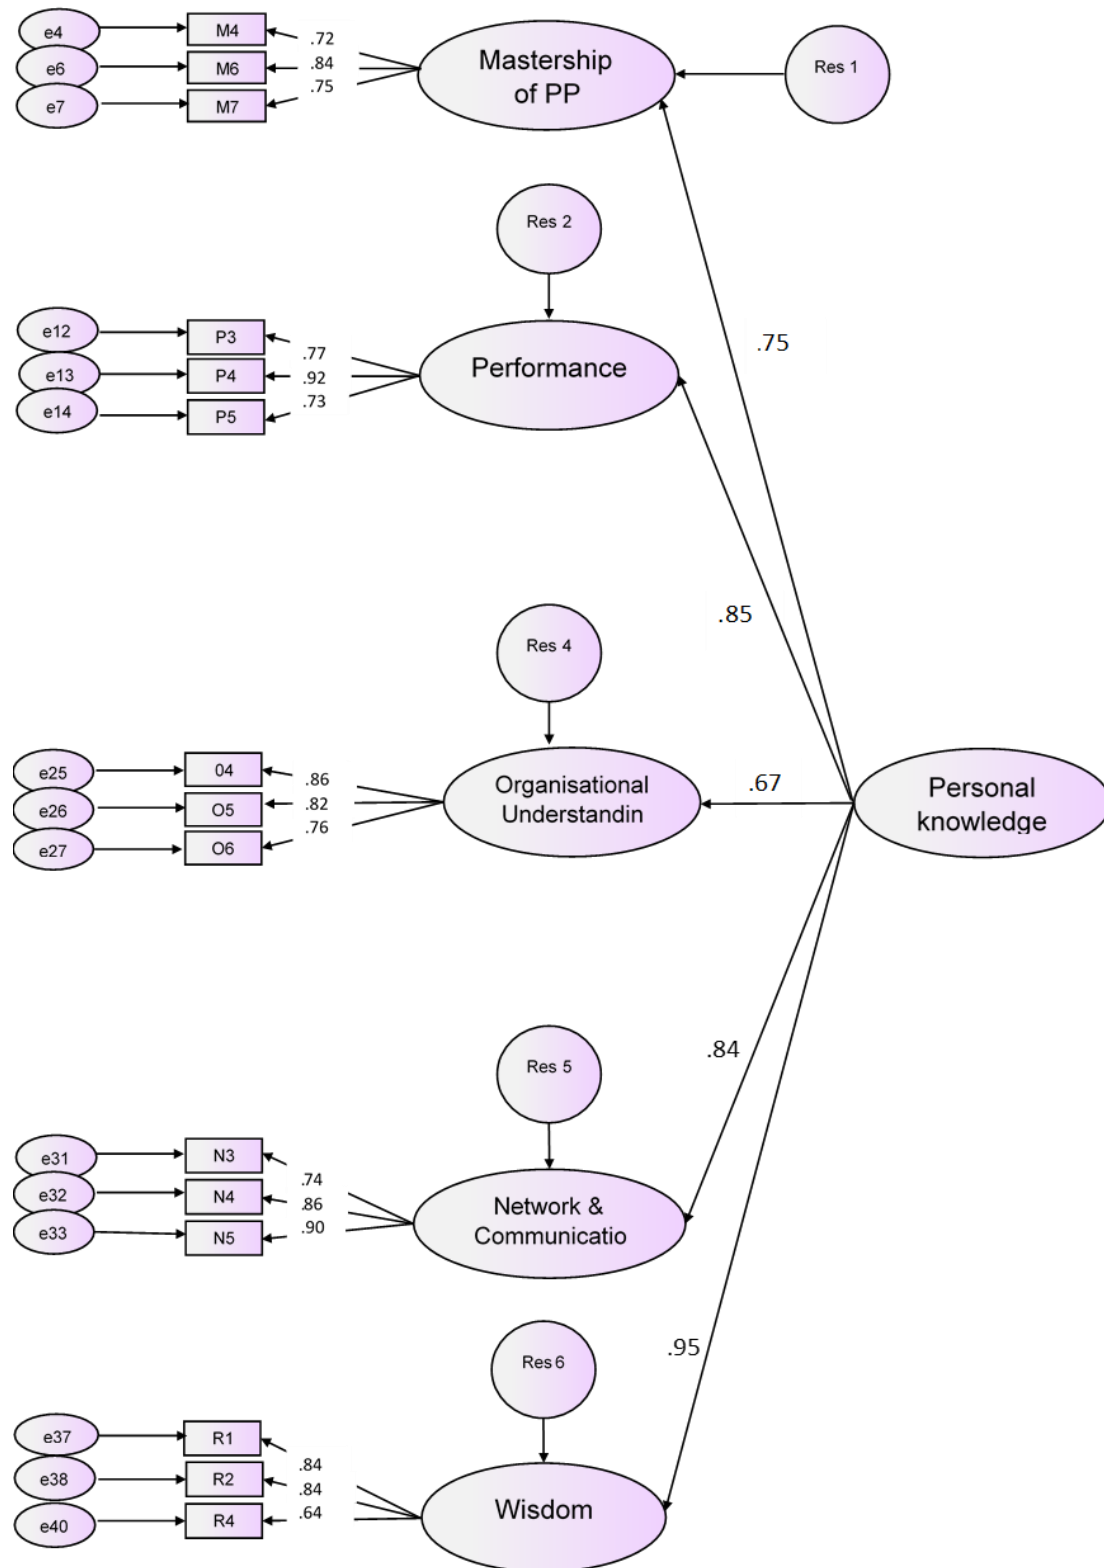 e4
M4
.72
e6
M6
.84
e7
M7
.75
Mastership
of PP
Res 1
Res 2
e12
P3
.77
e13
P4
.92
e14
P5
.73
Performance
.75
.85
Res 4
e25
04
.86
e26
O5
.82
e27
O6
.76
Organisational
Understandin
.67
Personal
knowledge
Res 5
.84
e31
N3
.74
e32
N4
.86
e33
N5
.90
Network &
Communicatio
Res 6
.95
e37
R1
.84
e38
R2
.84
e40
R4
.64
Wisdom